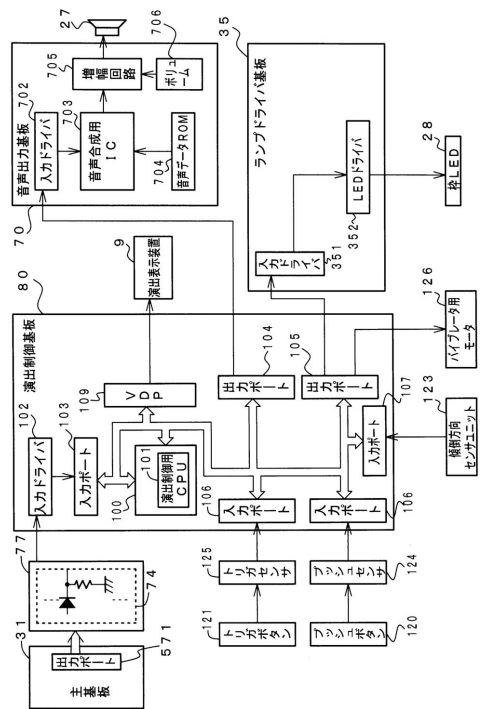 27
705
増幅回路
706
ボリュ
ーム
702
703
入力ドライバ
音声合成用
IC
704
音声データROM
音声出力基板
70
35
ランプドライバ基板
LEDドライバ
352
入力ドライバ
351
28
枠LED
9
演出表示装置
80
演出制御基板
109
VDP
102
入力ドライバ
103
入力ポート
100
101
演出制御用
CPU
104
出力ポート
105
出力ポート
106
入力ポート
入力ポート
106
107
入力ポート
126
バイブレータ用
モータ
123
傾倒方向
センサユニット
77
74
31
出力ポート
571
主基板
125
トリガセンサ
121
トリガボタン
プッシュセンサ
124
プッシュボタン
120